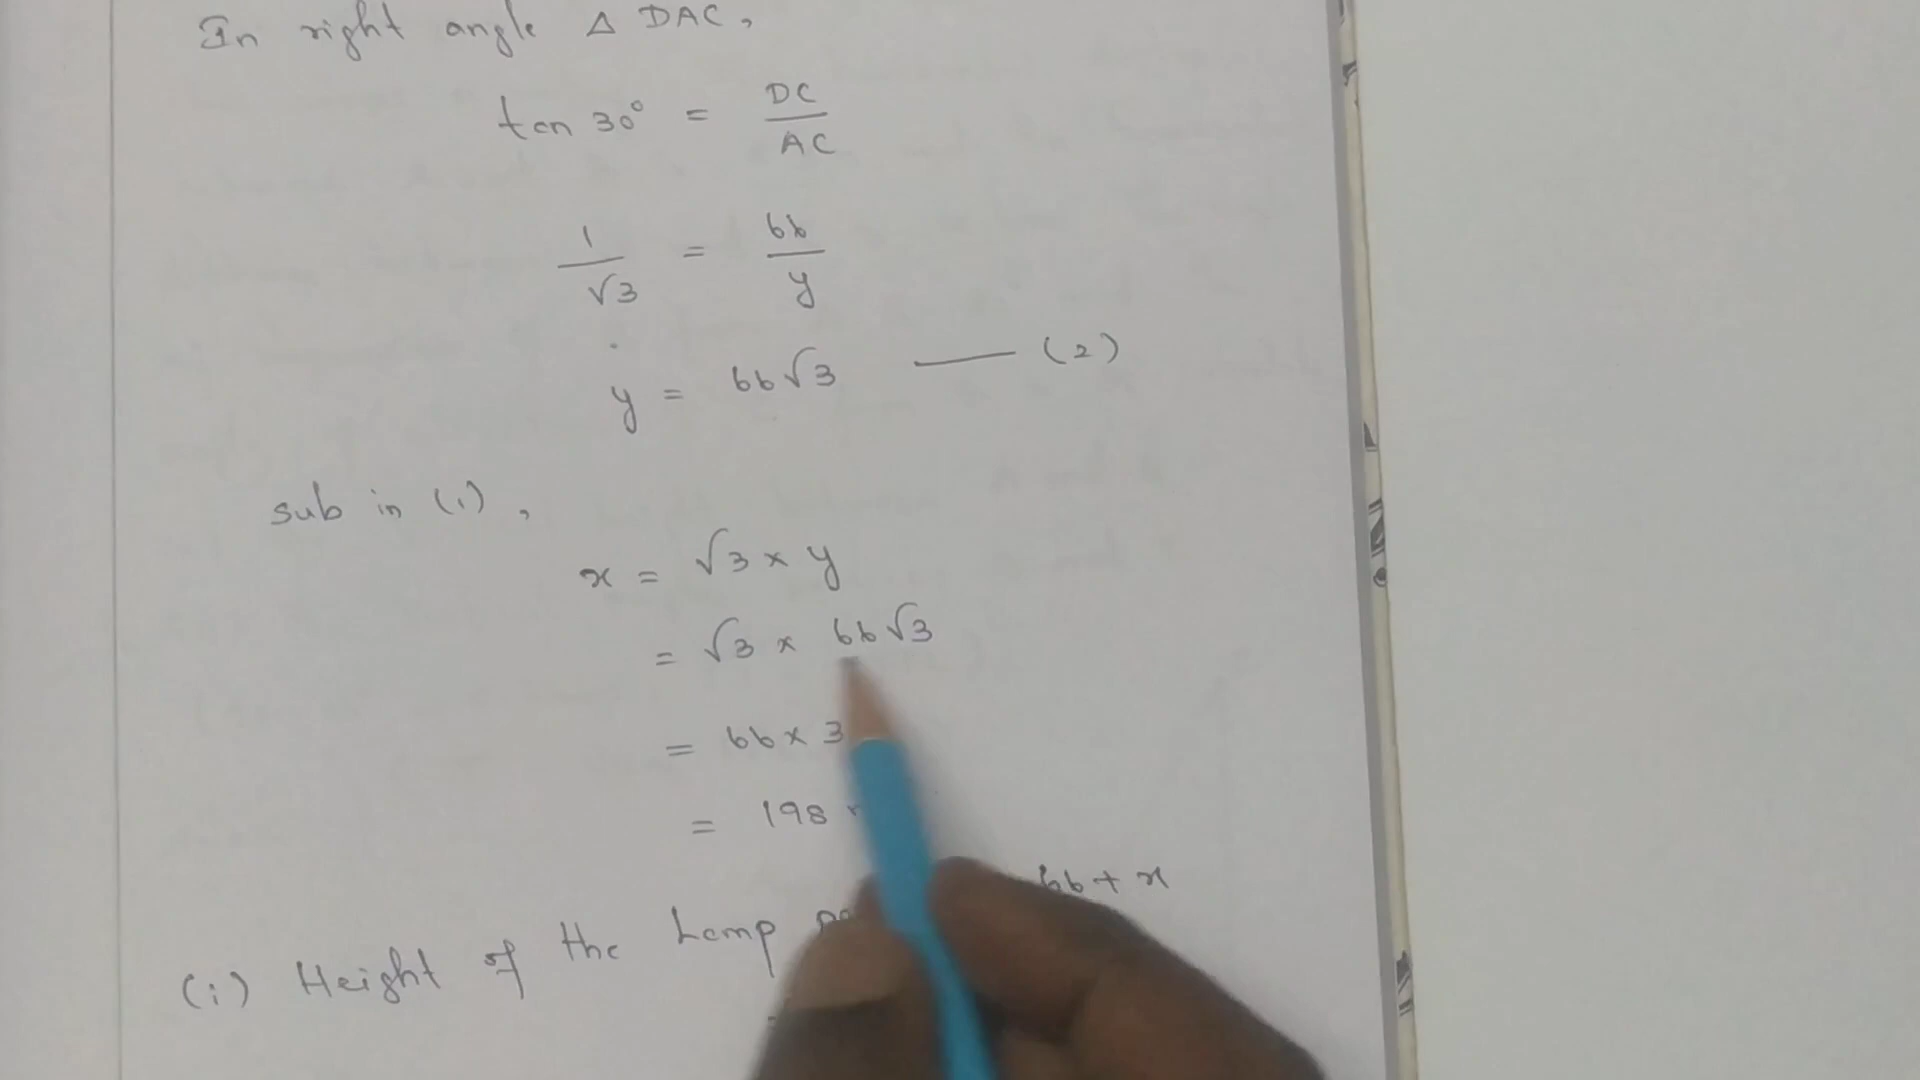 In right angle △ DAC,
tan 30° = DC/AC
1/√3 = 66/y
y = 66√3 —— (2)
sub in (1),
x = √3 × y
= √3 × 66√3
= 66 × 3
= 198
(i) Height of the Lamp 66 + x